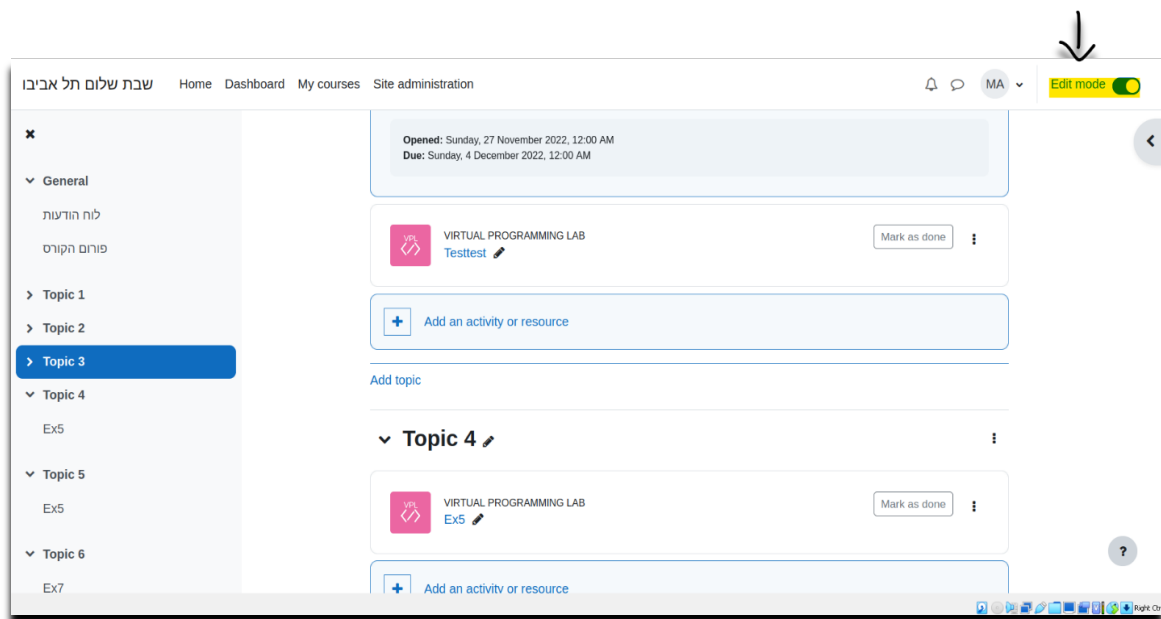 שבת שלום תל אביבו Home Dashboard My courses Site administration MA Edit mode
General
לוח הודעות
פורום הקורס
Topic 1
Topic 2
Topic 3
Topic 4
Ex5
Topic 5
Ex5
Topic 6
Ex7
Opened: Sunday, 27 November 2022, 12:00 AM
Due: Sunday, 4 December 2022, 12:00 AM
VPL
VIRTUAL PROGRAMMING LAB
Testtest
Mark as done
+ Add an activity or resource
Add topic
Topic 4
VPL
VIRTUAL PROGRAMMING LAB
Ex5
Mark as done
+ Add an activity or resource
?
Right